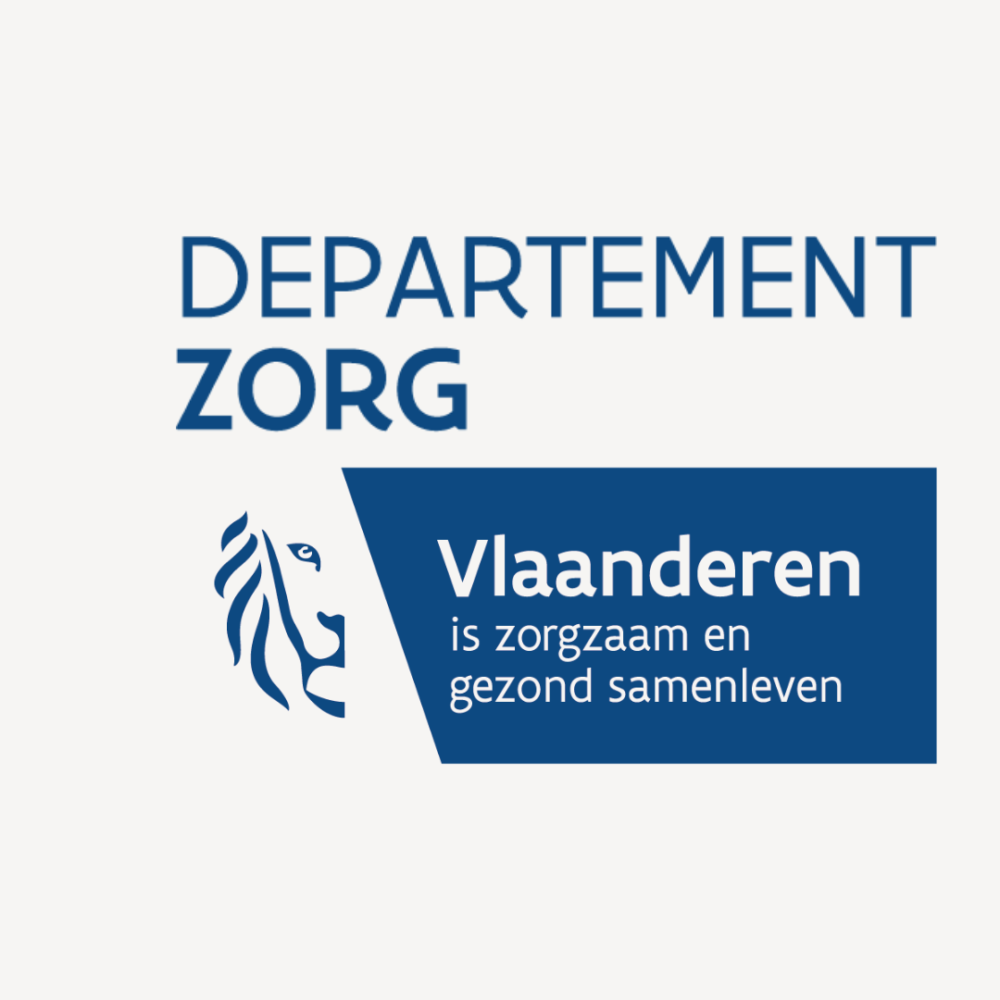 DEPARTEMENT
ZORG
Vlaanderen
is zorgzaam en
gezond samenleven